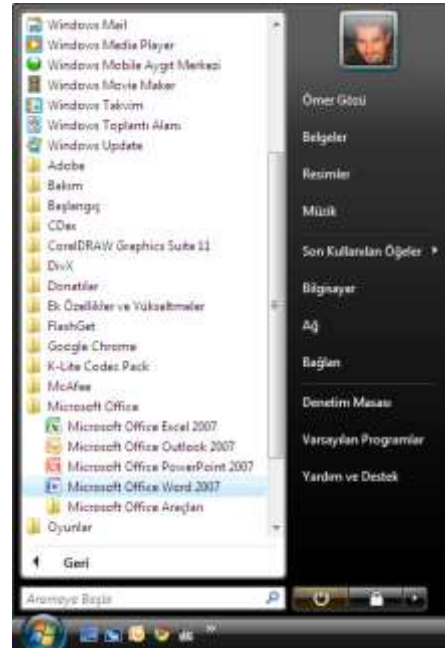 Windows Mail
Windows Media Player
Windows Mobile Aygıt Merkezi
Windows Movie Maker
Windows Takvim
Windows Toplantı Alanı
Windows Update
Adobe
Bakım
Başlangıç
CDex
CorelDRAW Graphics Suite 11
DivX
Donatılar
Ek Özellikler ve Yükseltmeler
FlashGet
Google Chrome
K-Lite Codec Pack
McAfee
Microsoft Office
Microsoft Office Excel 2007
Microsoft Office Outlook 2007
Microsoft Office PowerPoint 2007
Microsoft Office Word 2007
Microsoft Office Araçları
Oyunlar
Geri
Aramaya Başla
Ömer Gözü
Belgeler
Resimler
Müzik
Son Kullanılan Öğeler
Bilgisayar
Ağ
Bağlan
Denetim Masası
Varsayılan Programlar
Yardım ve Destek